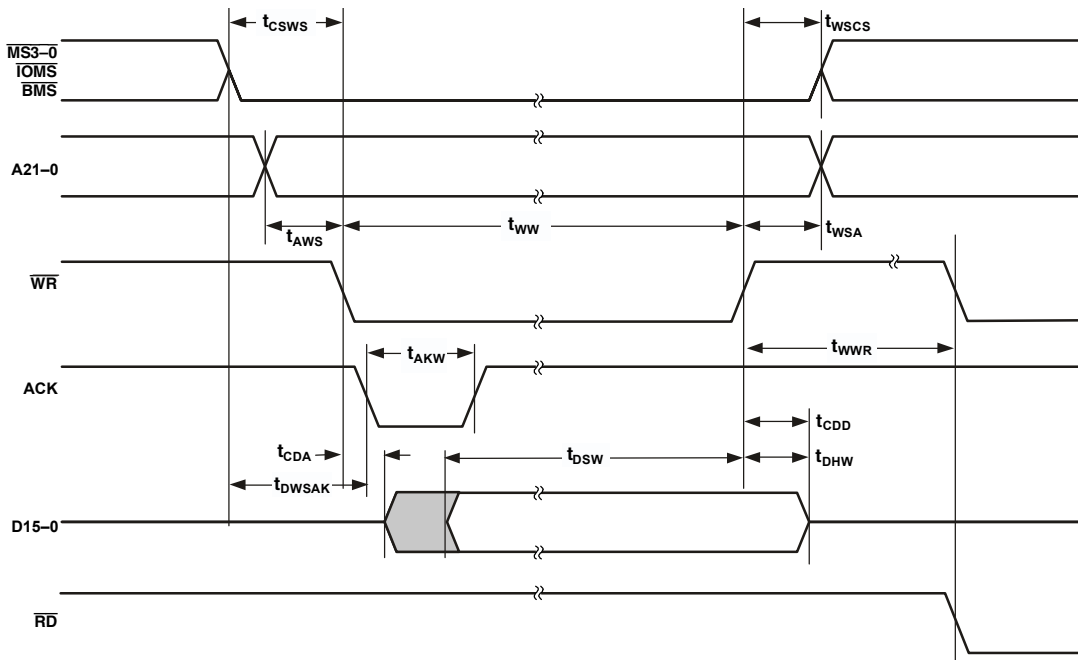 tCSWS
tWSCS
MS3–0
IOMS
BMS
A21–0
tAWS
tWW
tWSA
WR
tAKW
tWWR
ACK
tCDD
tCDA
tDSW
tDHW
tDWSAK
D15–0
RD